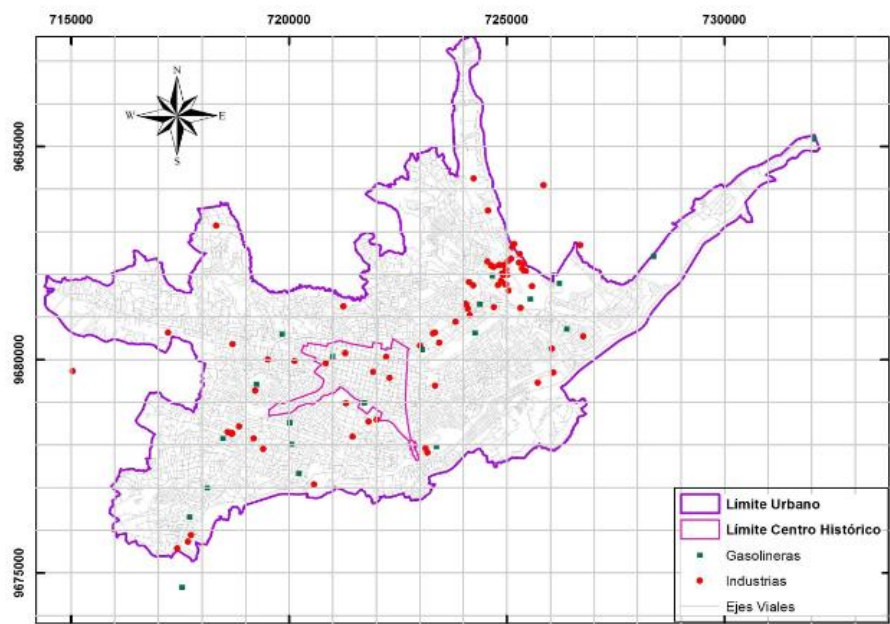 715000 720000 725000 730000
N
W E
S
9685000
9680000
9675000
Límite Urbano
Límite Centro Histórico
Gasolineras
Industrias
Ejes Viales